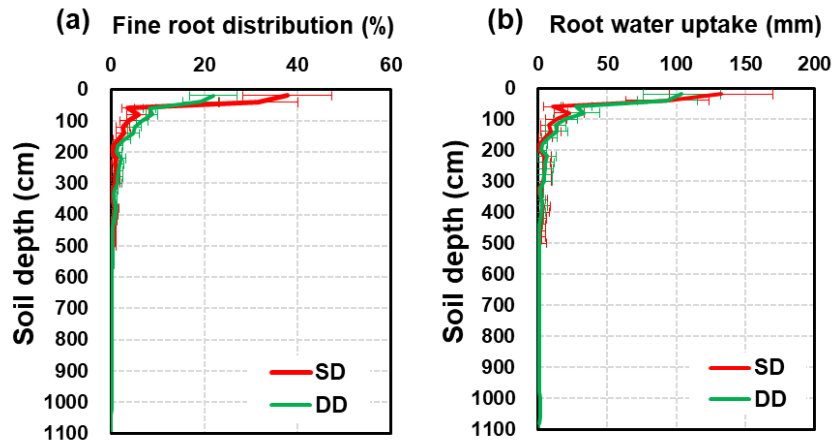 (a) Fine root distribution (%)
0 20 40 60
Soil depth (cm)
0
100
200
300
400
500
600
700
800
900
1000
1100
SD
DD
(b) Root water uptake (mm)
0 50 100 150 200
Soil depth (cm)
0
100
200
300
400
500
600
700
800
900
1000
1100
SD
DD